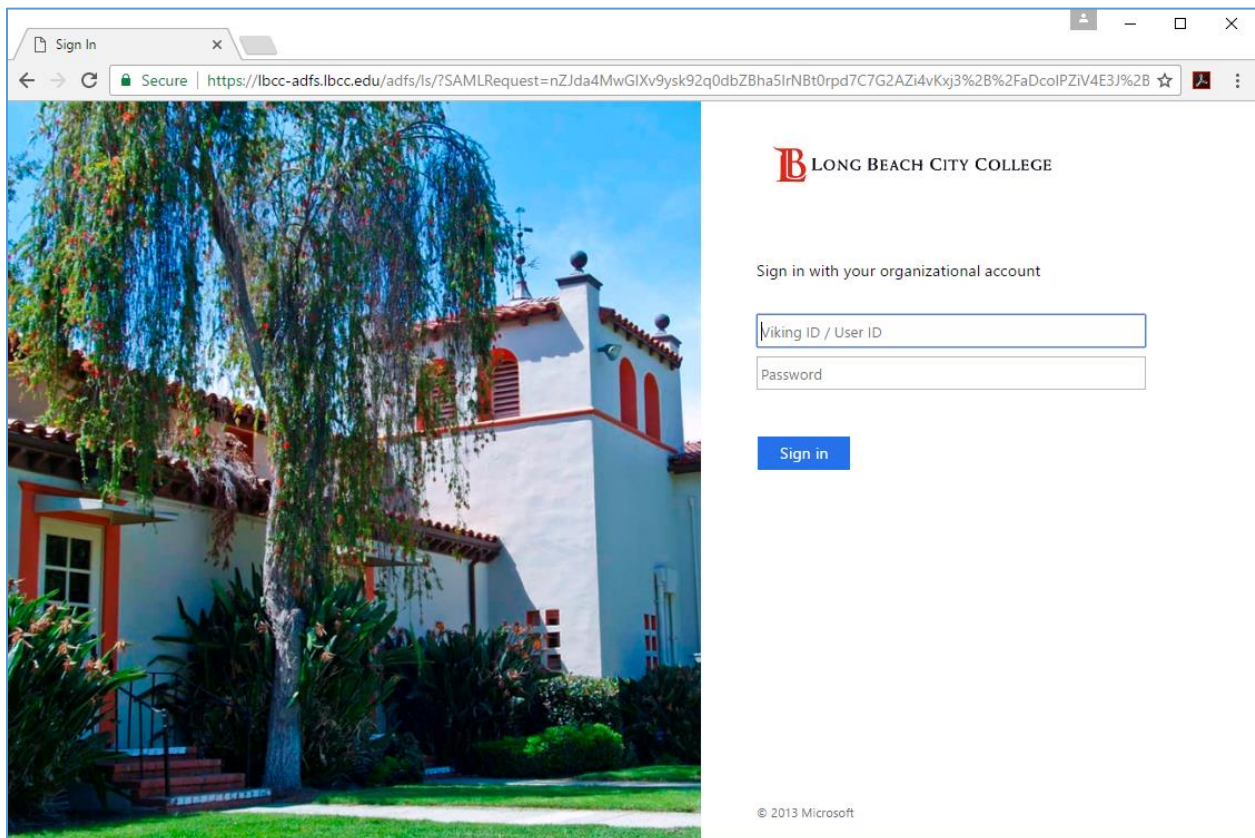 Sign In
Secure | https://lbcc-adfs.lbcc.edu/adfs/ls/?SAMLRequest=nZJda4MwGIXv9ysk92q0dbZBha5IrNBt0rpd7C7G2AZi4vKxj3%2B%2FaDcolPZiV4E3J%2B
LB LONG BEACH CITY COLLEGE
Sign in with your organizational account
Viking ID / User ID
Password
Sign in
© 2013 Microsoft